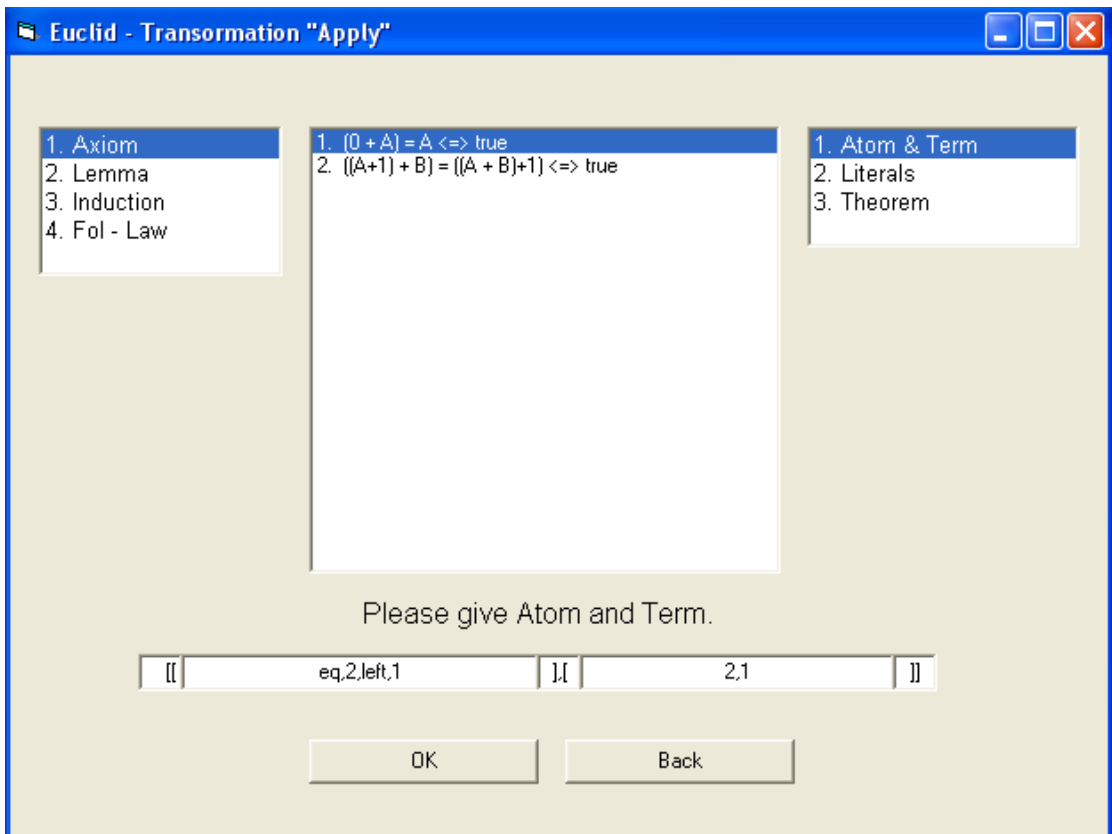 Euclid - Transormation "Apply"
1. Axiom
2. Lemma
3. Induction
4. Fol - Law
1. (0 + A) = A <=> true
2. ((A+1) + B) = ((A + B)+1) <=> true
1. Atom & Term
2. Literals
3. Theorem
Please give Atom and Term.
[[ eq,2,left,1 ],[ 2,1 ]]
OK Back